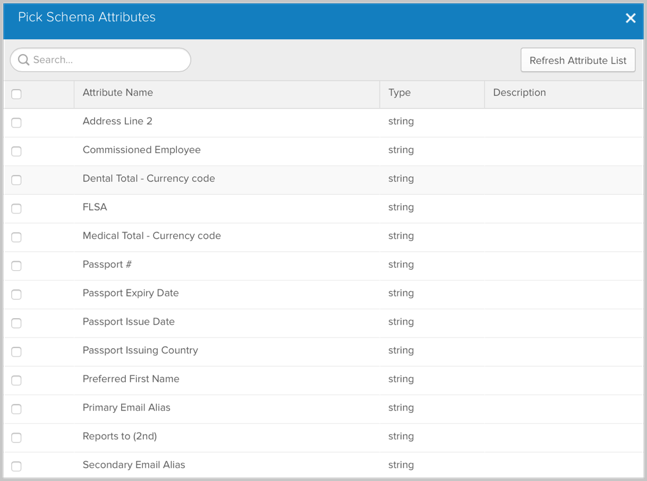 Pick Schema Attributes
Search...
Refresh Attribute List
Attribute Name Type Description
Address Line 2 string
Commissioned Employee string
Dental Total - Currency code string
FLSA string
Medical Total - Currency code string
Passport # string
Passport Expiry Date string
Passport Issue Date string
Passport Issuing Country string
Preferred First Name string
Primary Email Alias string
Reports to (2nd) string
Secondary Email Alias string